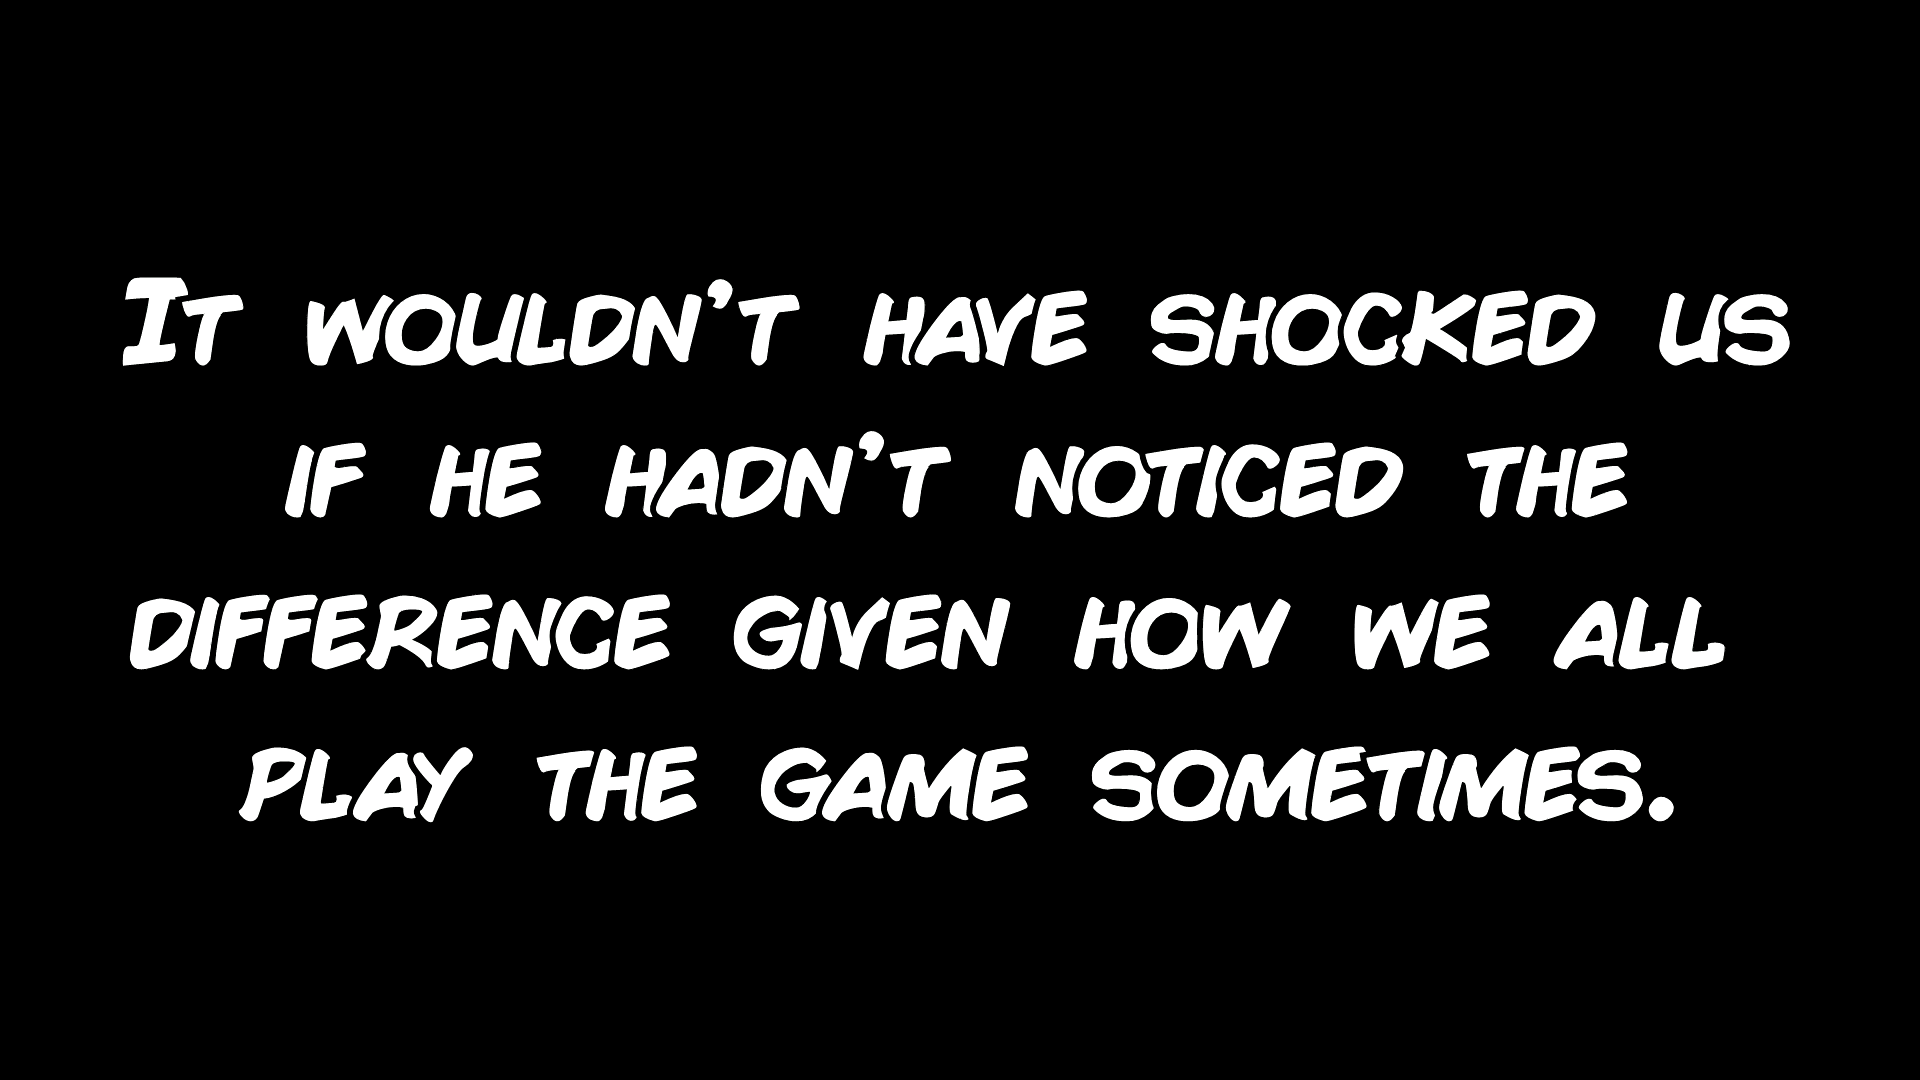 It wouldn't have shocked us
if he hadn't noticed the
difference given how we all
play the game sometimes.